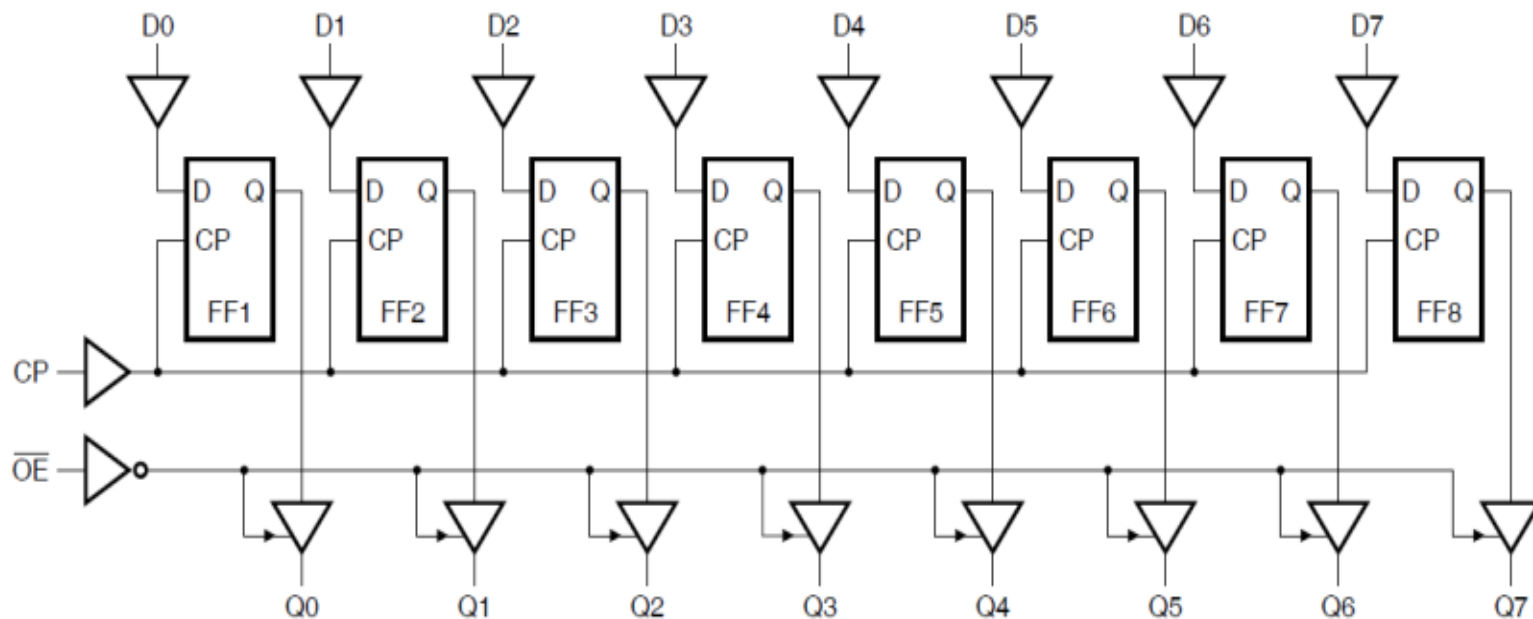 D0 D1 D2 D3 D4 D5 D6 D7
D Q D Q D Q D Q D Q D Q D Q D Q
CP CP CP CP CP CP CP CP
FF1 FF2 FF3 FF4 FF5 FF6 FF7 FF8
CP
O̅E̅
Q0 Q1 Q2 Q3 Q4 Q5 Q6 Q7